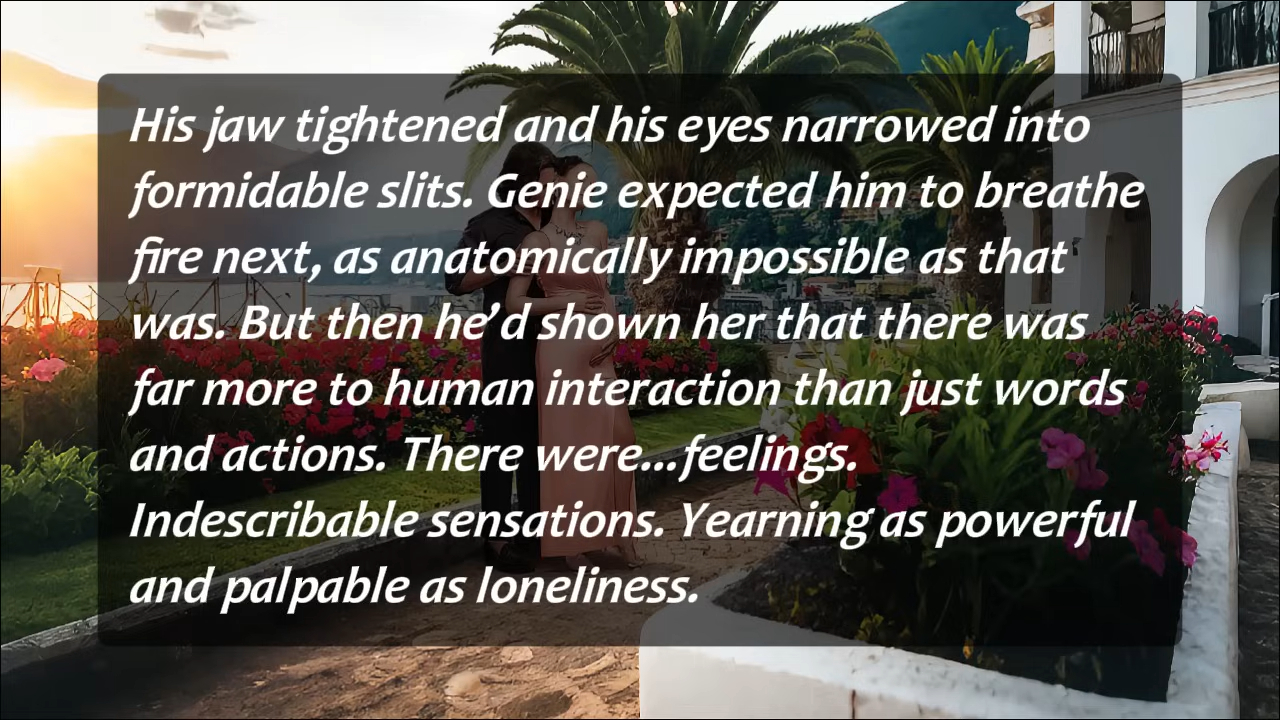 His jaw tightened and his eyes narrowed into
formidable slits. Genie expected him to breathe
fire next, as anatomically impossible as that
was. But then he’d shown her that there was
far more to human interaction than just words
and actions. There were...feelings.
Indescribable sensations. Yearning as powerful
and palpable as loneliness.